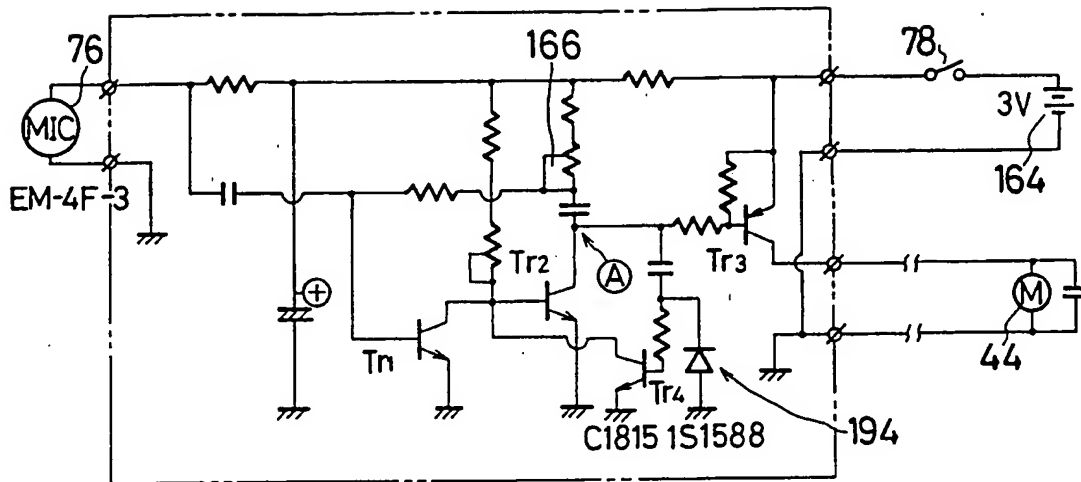 76
166
78
MIC
3V
164
EM-4F-3
+
Tr1
Tr2
A
Tr3
M
44
Tr4
C1815 1S1588
194